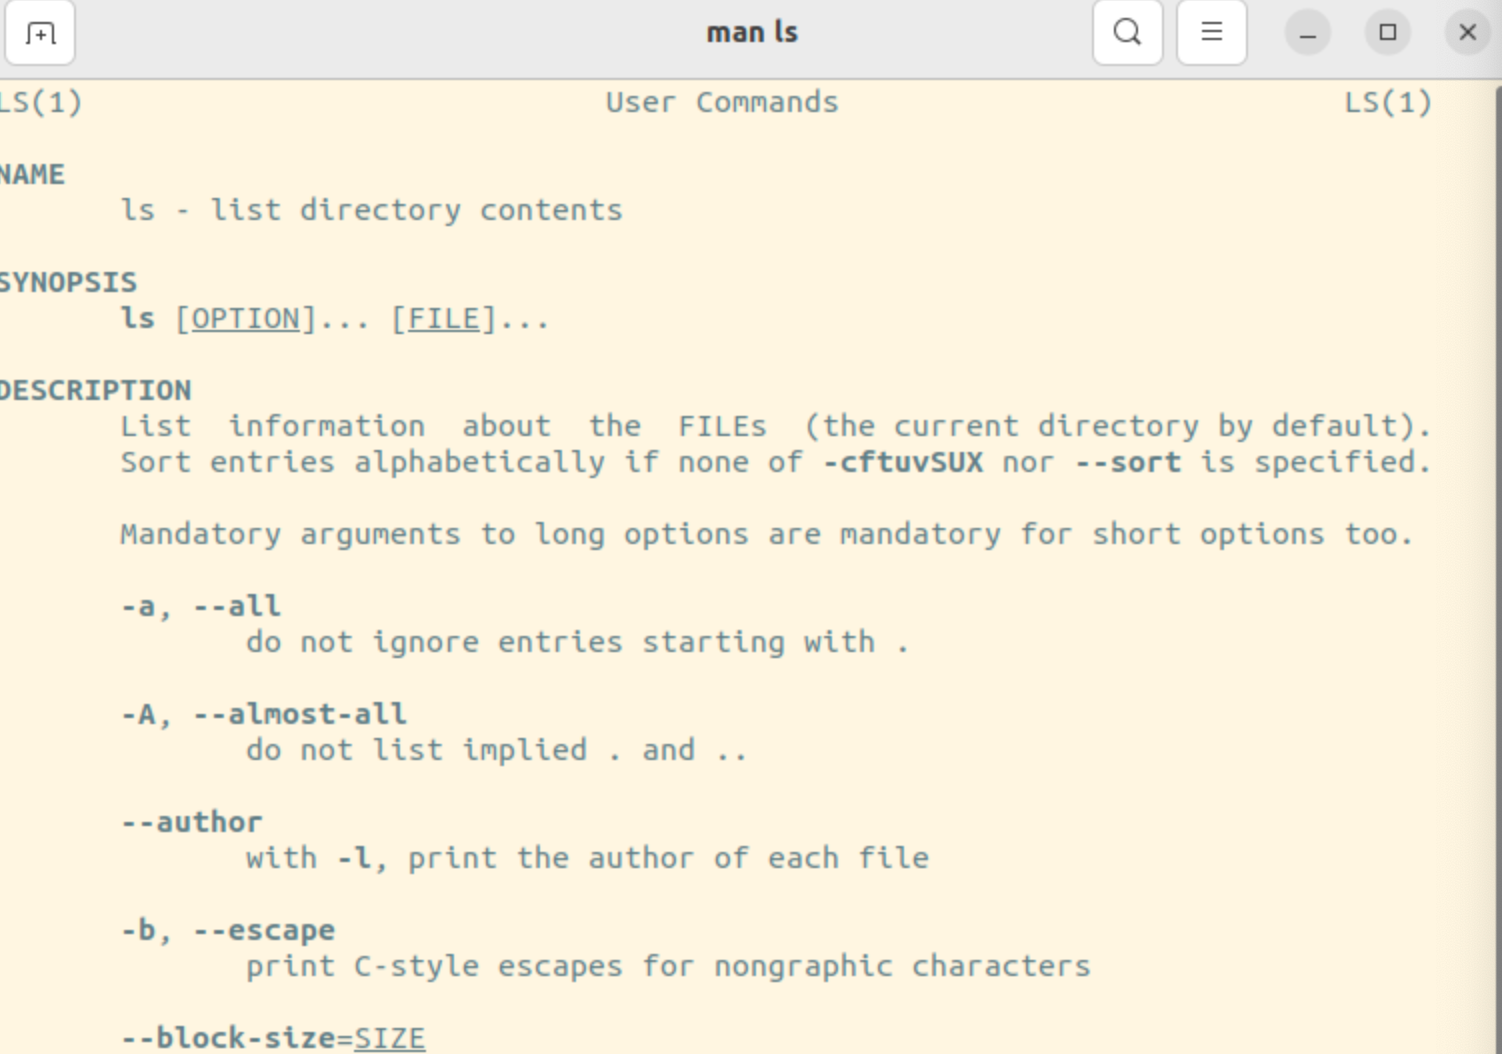 man ls
LS(1) User Commands LS(1)
NAME
ls - list directory contents
SYNOPSIS
ls [OPTION]... [FILE]...
DESCRIPTION
List information about the FILEs (the current directory by default).
Sort entries alphabetically if none of -cftuvSUX nor --sort is specified.
Mandatory arguments to long options are mandatory for short options too.
-a, --all
do not ignore entries starting with .
-A, --almost-all
do not list implied . and ..
--author
with -l, print the author of each file
-b, --escape
print C-style escapes for nongraphic characters
--block-size=SIZE